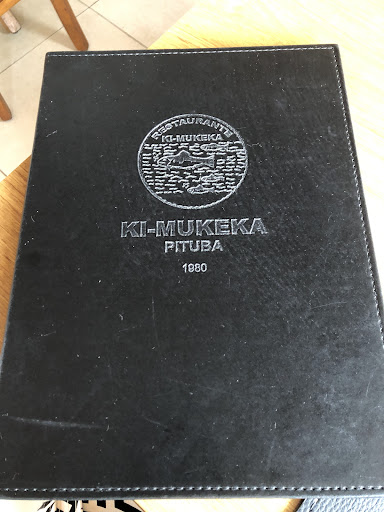 RESTAURANTE
KI-MUKEKA
KI-MUKEKA
PITUBA
1980